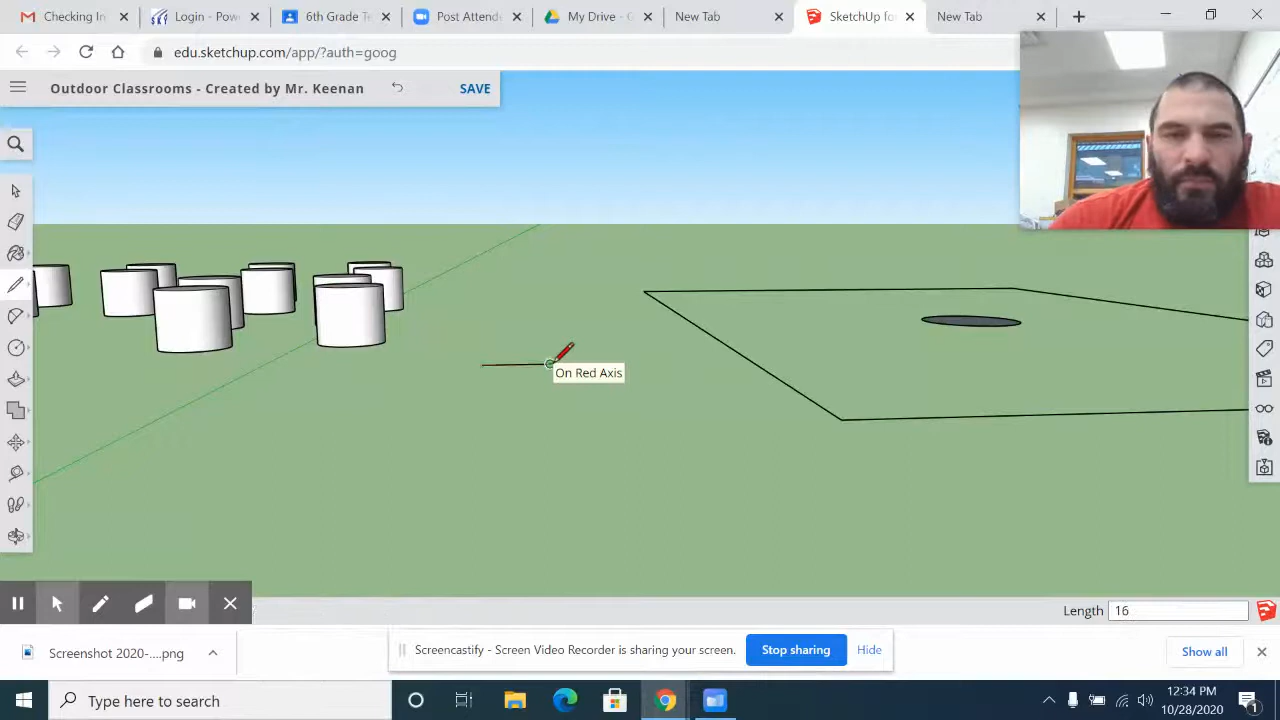 Checking H
Login - Pow
6th Grade T
Post Attend
My Drive - G
New Tab
SketchUp fo
New Tab
edu.sketchup.com/app/?auth=goog
Outdoor Classrooms - Created by Mr. Keenan
SAVE
On Red Axis
Length 16
Screenshot 2020-....png
Screencastify - Screen Video Recorder is sharing your screen.
Stop sharing
Hide
Show all
Type here to search
12:34 PM
10/28/2020
1